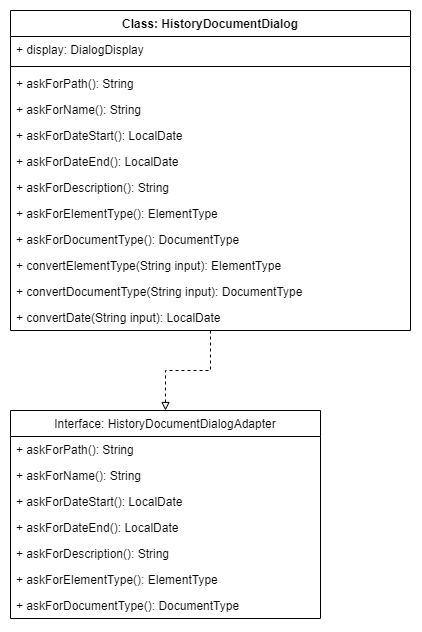 Class: HistoryDocumentDialog
+ display: DialogDisplay
+ askForPath(): String
+ askForName(): String
+ askForDateStart(): LocalDate
+ askForDateEnd(): LocalDate
+ askForDescription(): String
+ askForElementType(): ElementType
+ askForDocumentType(): DocumentType
+ convertElementType(String input): ElementType
+ convertDocumentType(String input): DocumentType
+ convertDate(String input): LocalDate
Interface: HistoryDocumentDialogAdapter
+ askForPath(): String
+ askForName(): String
+ askForDateStart(): LocalDate
+ askForDateEnd(): LocalDate
+ askForDescription(): String
+ askForElementType(): ElementType
+ askForDocumentType(): DocumentType